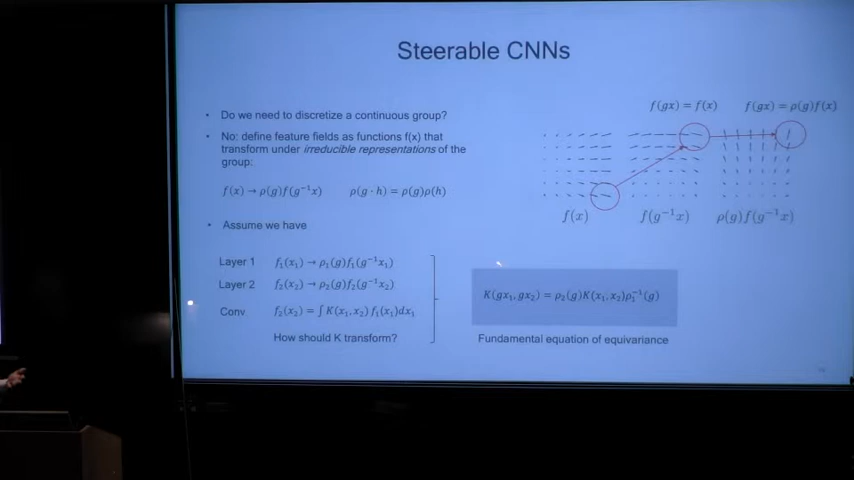 Steerable CNNs
f(gx) = f(x) f(gx) = ρ(g)f(x)
• Do we need to discretize a continuous group?
• No: define feature fields as functions f(x) that
transform under irreducible representations of the
group:
f(x) → ρ(g)f(g⁻¹x) ρ(g · h) = ρ(g)ρ(h)
f(x) f(g⁻¹x) ρ(g)f(g⁻¹x)
• Assume we have
Layer 1 f₁(x₁) → ρ₁(g)f₁(g⁻¹x₁)
Layer 2 f₂(x₂) → ρ₂(g)f₂(g⁻¹x₂)
Conv f₂(x₂) = ∫ K(x₁, x₂) f₁(x₁)dx₁
How should K transform?
K(gx₁, gx₂) = ρ₂(g)K(x₁, x₂)ρ₁⁻¹(g)
Fundamental equation of equivariance